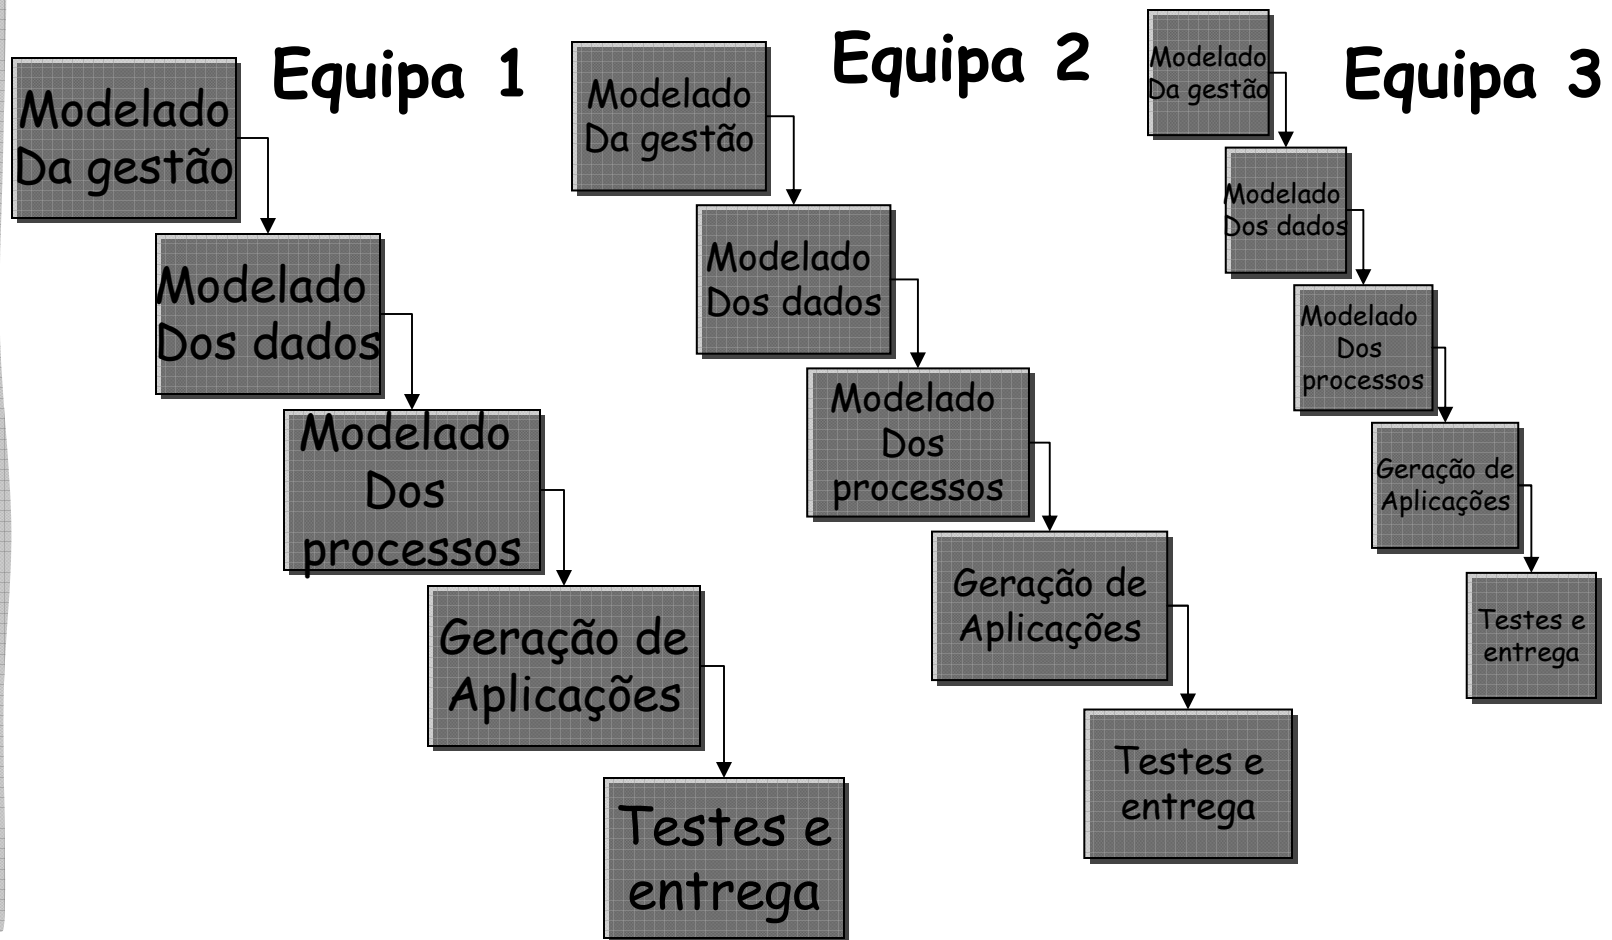 Equipa 1
Modelado
Da gestão
Modelado
Dos dados
Modelado
Dos
processos
Geração de
Aplicações
Testes e
entrega
Equipa 2
Modelado
Da gestão
Modelado
Dos dados
Modelado
Dos
processos
Geração de
Aplicações
Testes e
entrega
Equipa 3
Modelado
Da gestão
Modelado
Dos dados
Modelado
Dos
processos
Geração de
Aplicações
Testes e
entrega